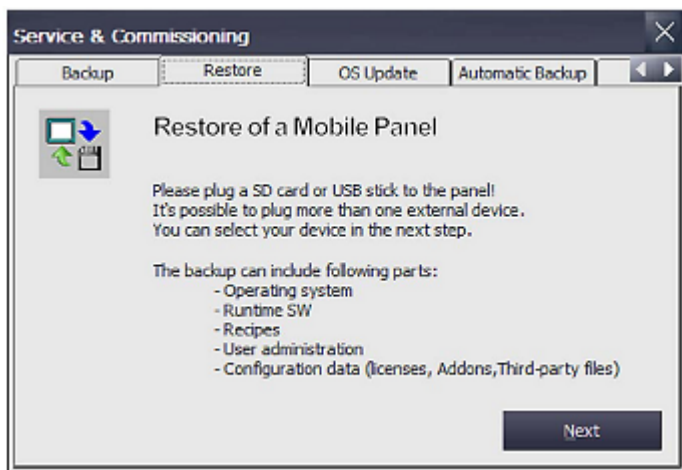 Service & Commissioning
Backup Restore OS Update Automatic Backup
Restore of a Mobile Panel
Please plug a SD card or USB stick to the panel!
It's possible to plug more than one external device.
You can select your device in the next step.
The backup can include following parts:
- Operating system
- Runtime SW
- Recipes
- User administration
- Configuration data (licenses, Addons,Third-party files)
Next